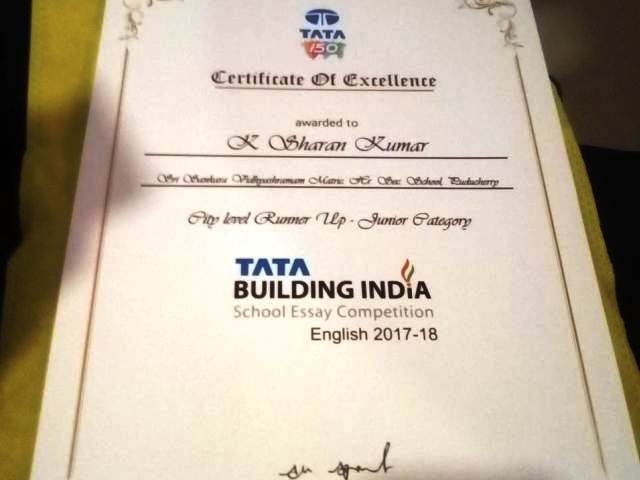 TATA
150
Certificate Of Excellence
awarded to
K Sharan Kumar
Sri Sankara Vidhyashramam Matric. Hr. Sec. School, Puducherry
City level Runner Up - Junior Category
TATA
BUILDING INDIA
School Essay Competition
English 2017-18